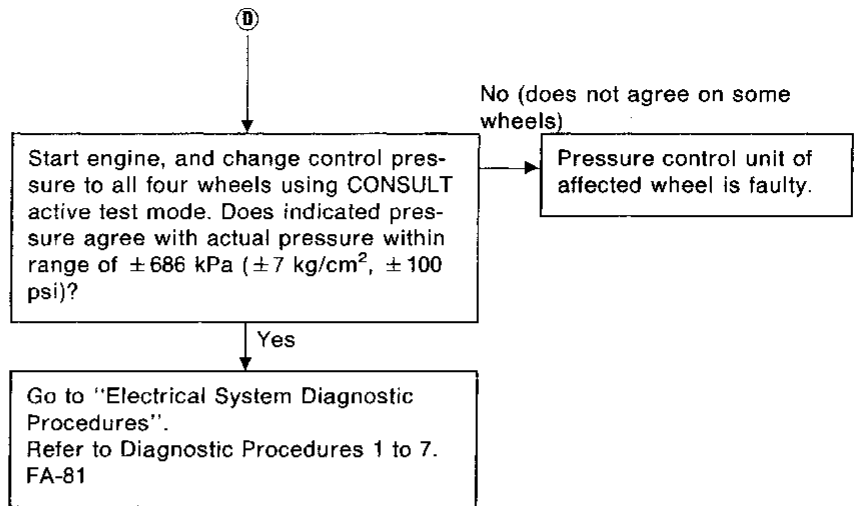 D
No (does not agree on some
wheels)
Start engine, and change control pres-
sure to all four wheels using CONSULT
active test mode. Does indicated pres-
sure agree with actual pressure within
range of ±686 kPa (±7 kg/cm², ±100
psi)?
Pressure control unit of
affected wheel is faulty.
Yes
Go to ‘‘Electrical System Diagnostic
Procedures’’.
Refer to Diagnostic Procedures 1 to 7.
FA-81